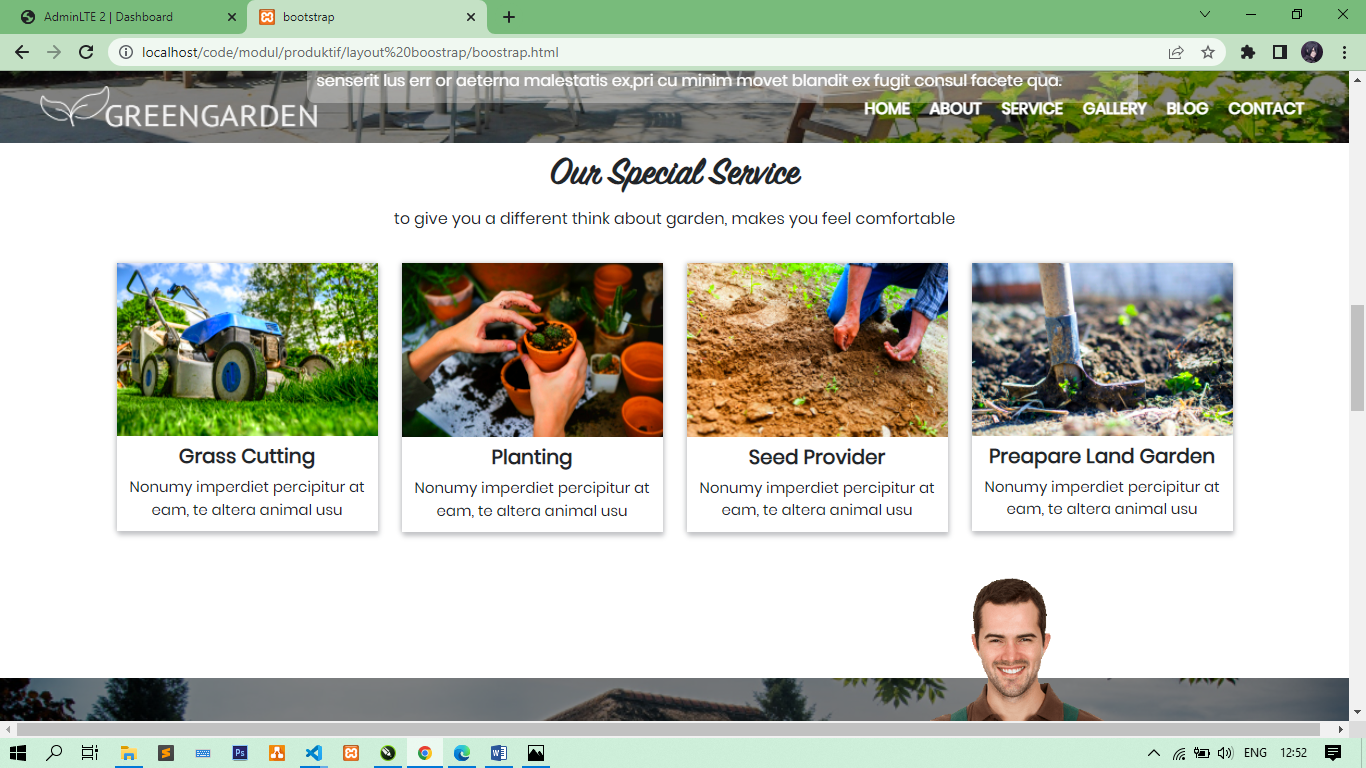 AdminLTE 2 | Dashboard
bootstrap
localhost/code/modul/produktif/layout%20boostrap/boostrap.html
senserit lus err or aeterna malestatis ex,pri cu minim movet blandit ex fugit consul facete qua.
GREENGARDEN
HOME ABOUT SERVICE GALLERY BLOG CONTACT
Our Special Service
to give you a different think about garden, makes you feel comfortable
Grass Cutting
Nonumy imperdiet percipitur at
eam, te altera animal usu
Planting
Nonumy imperdiet percipitur at
eam, te altera animal usu
Seed Provider
Nonumy imperdiet percipitur at
eam, te altera animal usu
Preapare Land Garden
Nonumy imperdiet percipitur at
eam, te altera animal usu
ENG 12:52